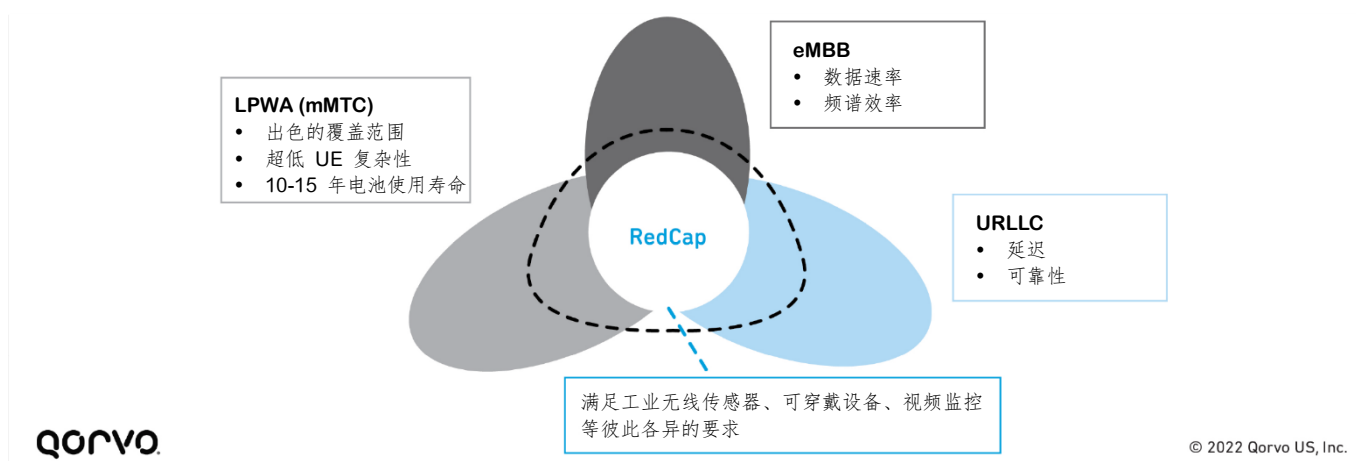 eMBB
• 数据速率
• 频谱效率
LPWA (mMTC)
• 出色的覆盖范围
• 超低 UE 复杂性
• 10-15 年电池使用寿命
RedCap
URLLC
• 延迟
• 可靠性
满足工业无线传感器、可穿戴设备、视频监控
等彼此各异的要求
QORVO
© 2022 Qorvo US, Inc.